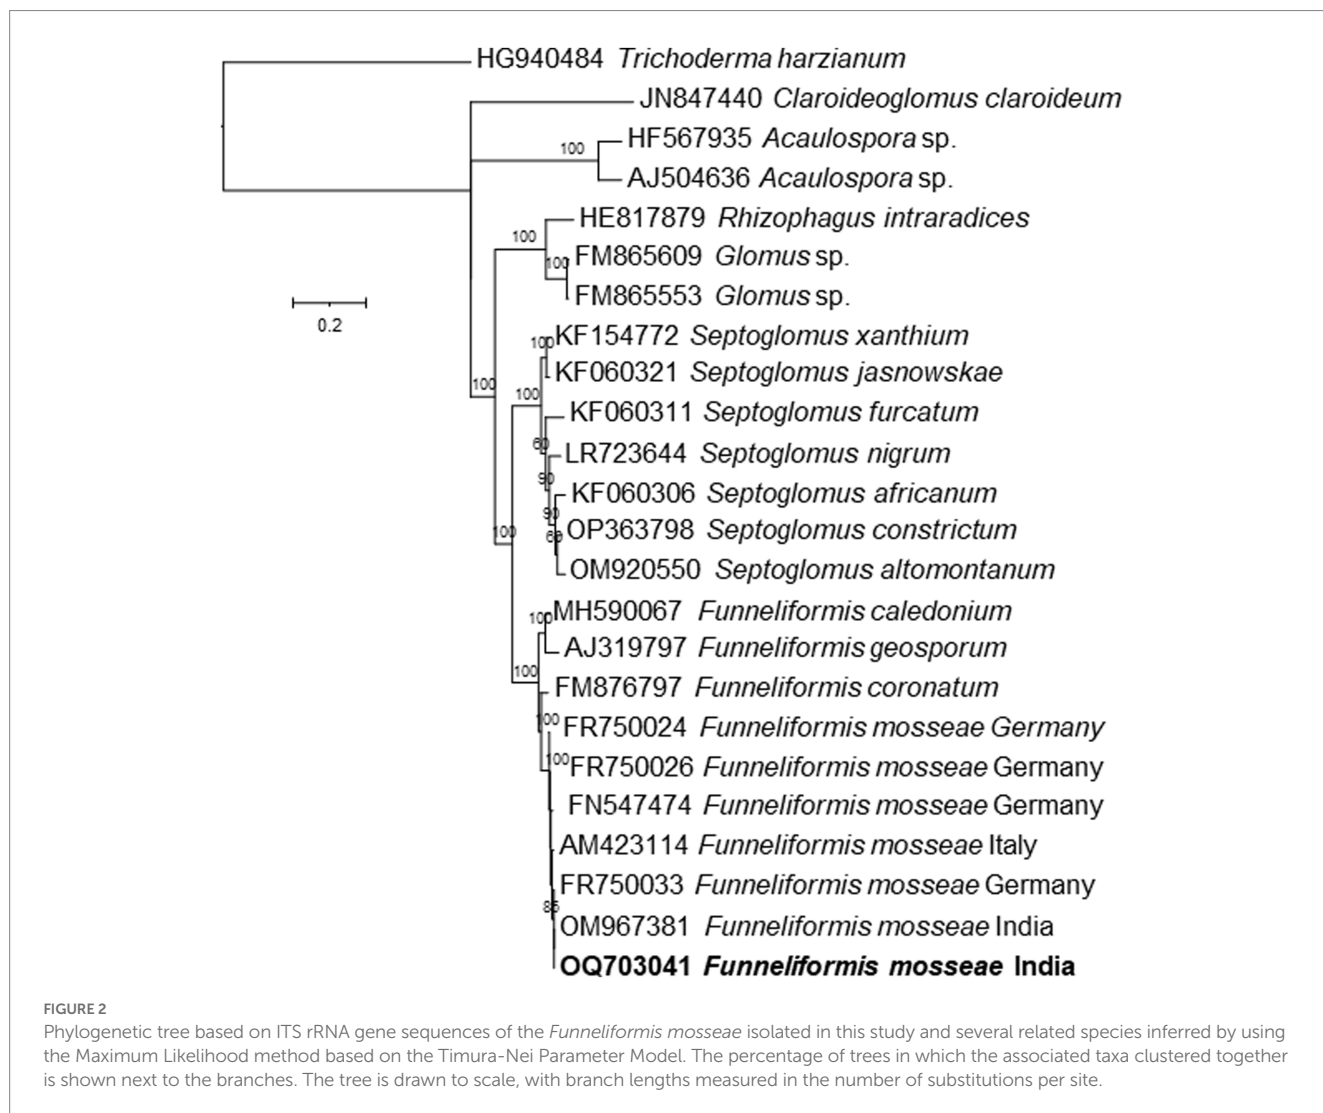 HG940484 Trichoderma harzianum
JN847440 Claroideoglomus claroideum
100
HF567935 Acaulospora sp.
AJ504636 Acaulospora sp.
HE817879 Rhizophagus intraradices
100
100
FM865609 Glomus sp.
FM865553 Glomus sp.
0.2
100
KF154772 Septoglomus xanthium
KF060321 Septoglomus jasnowskae
100
100
KF060311 Septoglomus furcatum
60
LR723644 Septoglomus nigrum
90
KF060306 Septoglomus africanum
90
100
OP363798 Septoglomus constrictum
OM920550 Septoglomus altomontanum
100
MH590067 Funneliformis caledonium
AJ319797 Funneliformis geosporum
100
FM876797 Funneliformis coronatum
100
FR750024 Funneliformis mosseae Germany
100
FR750026 Funneliformis mosseae Germany
FN547474 Funneliformis mosseae Germany
AM423114 Funneliformis mosseae Italy
FR750033 Funneliformis mosseae Germany
OM967381 Funneliformis mosseae India
OQ703041 Funneliformis mosseae India
FIGURE 2
Phylogenetic tree based on ITS rRNA gene sequences of the Funneliformis mosseae isolated in this study and several related species inferred by using
the Maximum Likelihood method based on the Timura-Nei Parameter Model. The percentage of trees in which the associated taxa clustered together
is shown next to the branches. The tree is drawn to scale, with branch lengths measured in the number of substitutions per site.